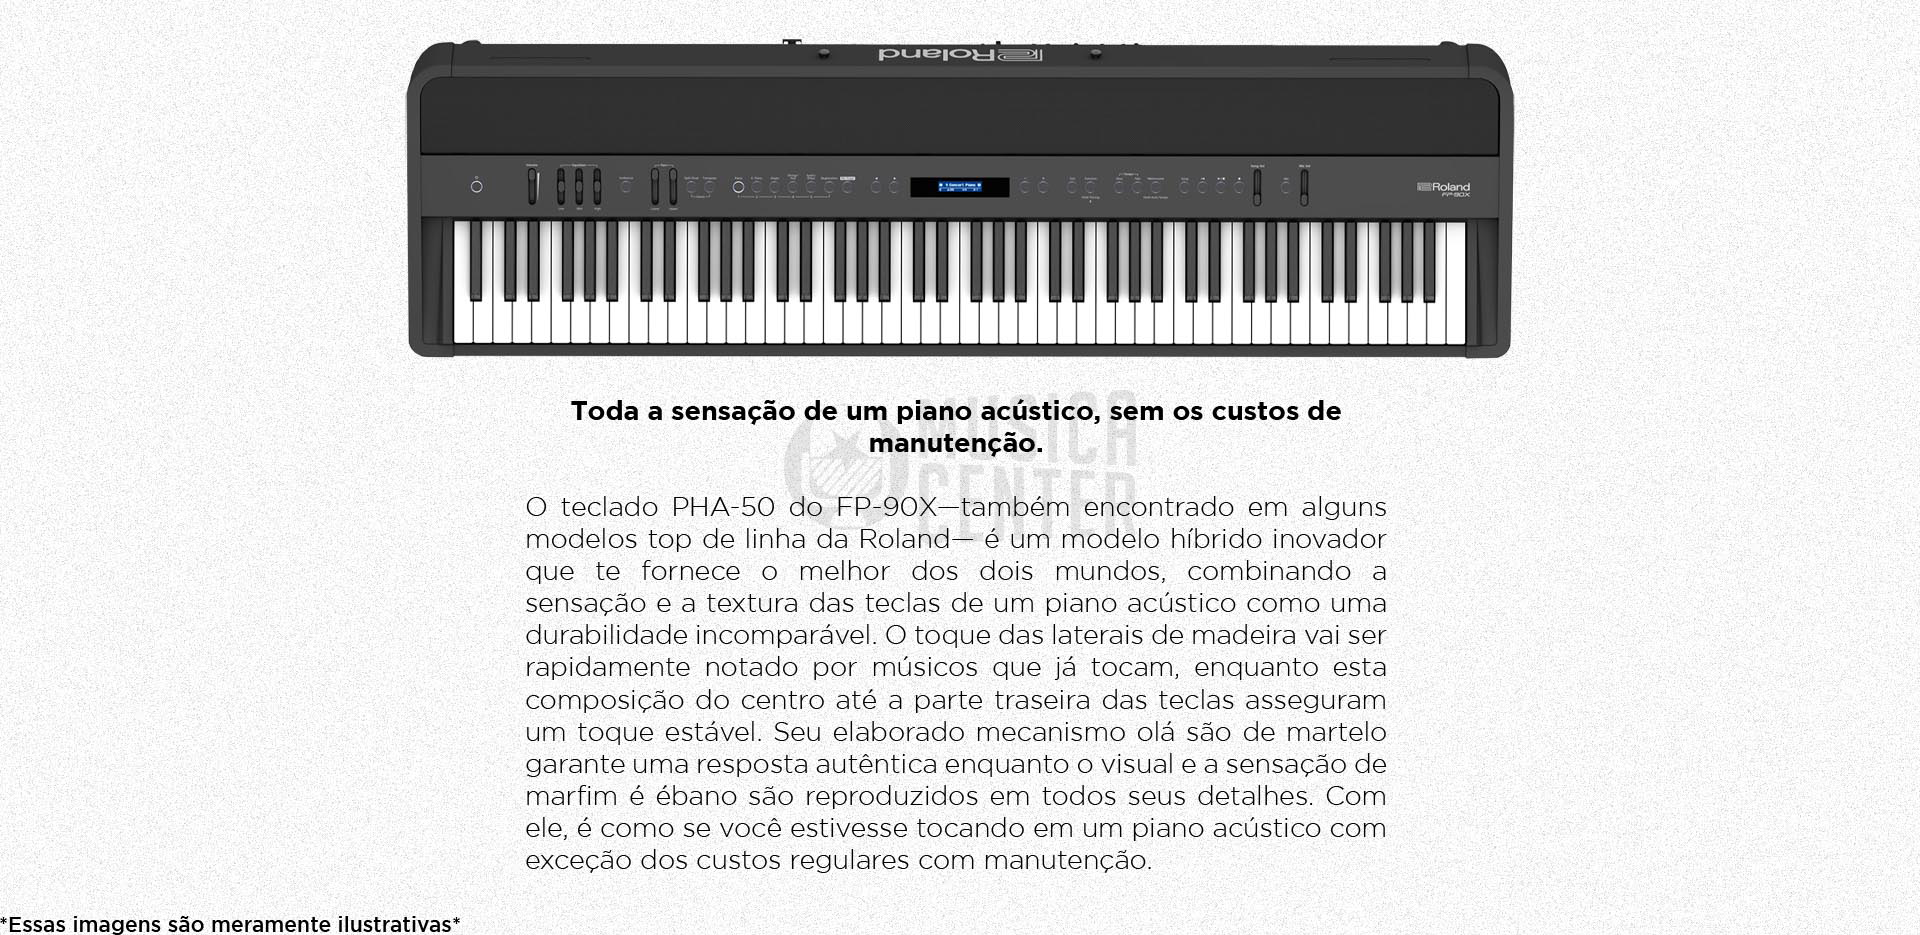 Roland
X Concert Piano
Roland
FP-90X
MUSICA
CENTER
Toda a sensação de um piano acústico, sem os custos de
manutenção.
O teclado PHA-50 do FP-90X—também encontrado em alguns
modelos top de linha da Roland— é um modelo híbrido inovador
que te fornece o melhor dos dois mundos, combinando a
sensação e a textura das teclas de um piano acústico como uma
durabilidade incomparável. O toque das laterais de madeira vai ser
rapidamente notado por músicos que já tocam, enquanto esta
composição do centro até a parte traseira das teclas asseguram
um toque estável. Seu elaborado mecanismo olá são de martelo
garante uma resposta autêntica enquanto o visual e a sensação de
marfim é ébano são reproduzidos em todos seus detalhes. Com
ele, é como se você estivesse tocando em um piano acústico com
exceção dos custos regulares com manutenção.
*Essas imagens são meramente ilustrativas*